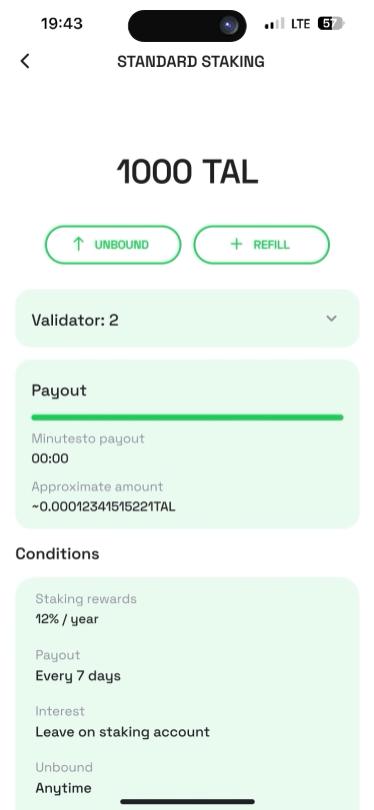 19:43
LTE
57
STANDARD STAKING
1000 TAL
UNBOUND
REFILL
Validator: 2
Payout
Minutesto payout
00:00
Approximate amount
~0.00012341515221TAL
Conditions
Staking rewards
12% / year
Payout
Every 7 days
Interest
Leave on staking account
Unbound
Anytime